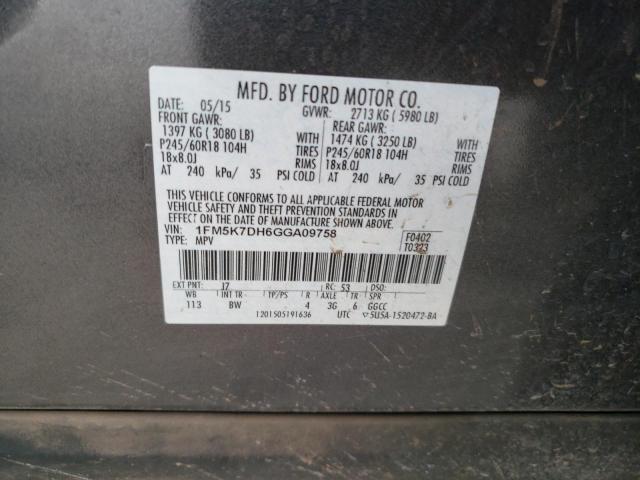 MFD. BY FORD MOTOR CO.
DATE: 05/15 GVWR: 2713 KG ( 5980 LB)
FRONT GAWR: REAR GAWR:
1397 KG ( 3080 LB) WITH 1474 KG ( 3250 LB) WITH
P245/60R18 104H TIRES P245/60R18 104H TIRES
18x8.0J RIMS 18x8.0J RIMS
AT 240 kPa/ 35 PSI COLD AT 240 kPa/ 35 PSI COLD
THIS VEHICLE CONFORMS TO ALL APPLICABLE FEDERAL MOTOR
VEHICLE SAFETY AND THEFT PREVENTION STANDARDS IN
EFFECT ON THE DATE OF MANUFACTURE SHOWN ABOVE.
VIN: 1FM5K7DH6GGA09758 F0402
TYPE: MPV T0323
EXT PNT: J7 RC: 53
WB INT TR TP/PS R AXLE TR SPR
113 BW 4 3G 6 GGCC
1201505191636 UTC ▽5U5A-1520472-BA